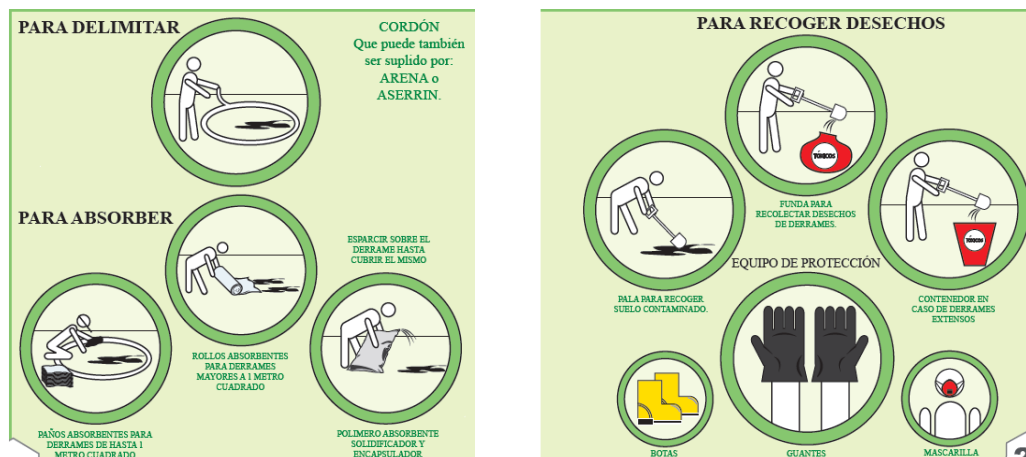 PARA DELIMITAR
CORDÓN
Que puede también
ser suplido por:
ARENA o
ASERRIN.
PARA ABSORBER
ESPARCIR SOBRE EL
DERRAME HASTA
CUBRIR EL MISMO
ROLLOS ABSORBENTES
PARA DERRAMES
MAYORES A 1 METRO
CUADRADO
PAÑOS ABSORBENTES PARA
DERRAMES DE HASTA 1
METRO CUADRADO
POLIMERO ABSORBENTE
SOLIDIFICADOR Y
ENCAPSULADOR
PARA RECOGER DESECHOS
TÓXICOS
FUNDA PARA
RECOLECTAR DESECHOS
DE DERRAMES.
TÓXICOS
EQUIPO DE PROTECCIÓN
PALA PARA RECOGER
SUELO CONTAMINADO.
CONTENEDOR EN
CASO DE DERRAMES
EXTENSOS
BOTAS
GUANTES
MASCARILLA